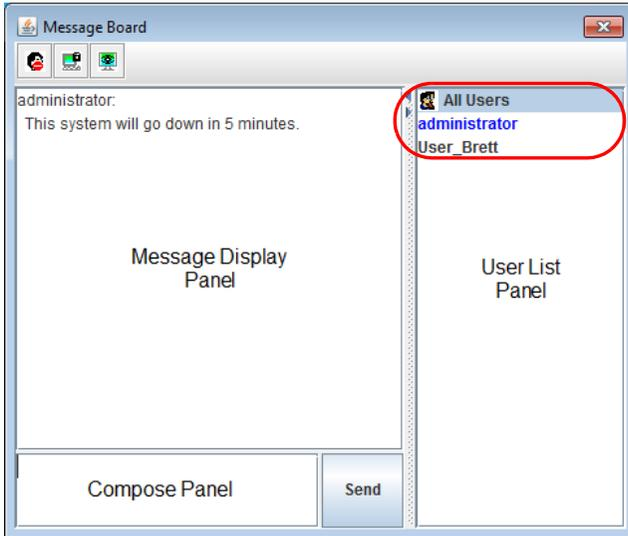 Message Board
administrator:
This system will go down in 5 minutes.
Message Display
Panel
Compose Panel
Send
All Users
administrator
User_Brett
User List
Panel